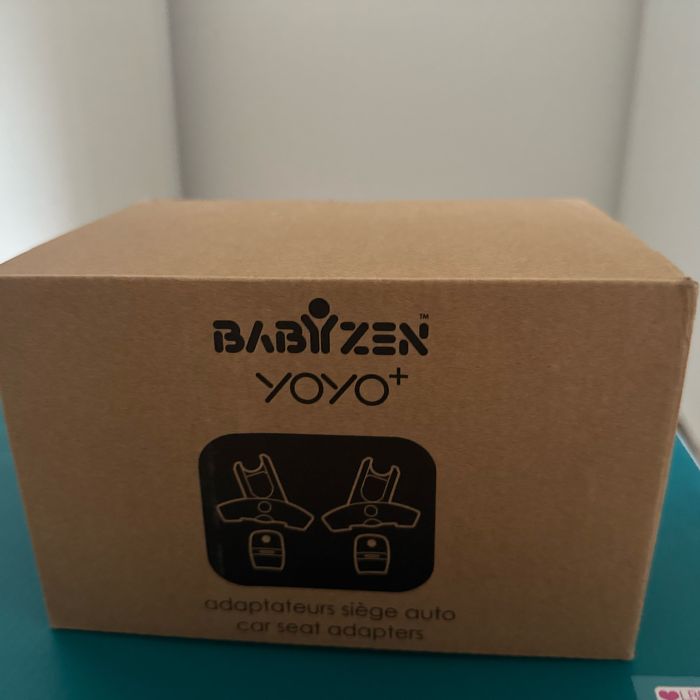 BABYZEN™
YOYO+
adaptateurs siège auto
car seat adapters